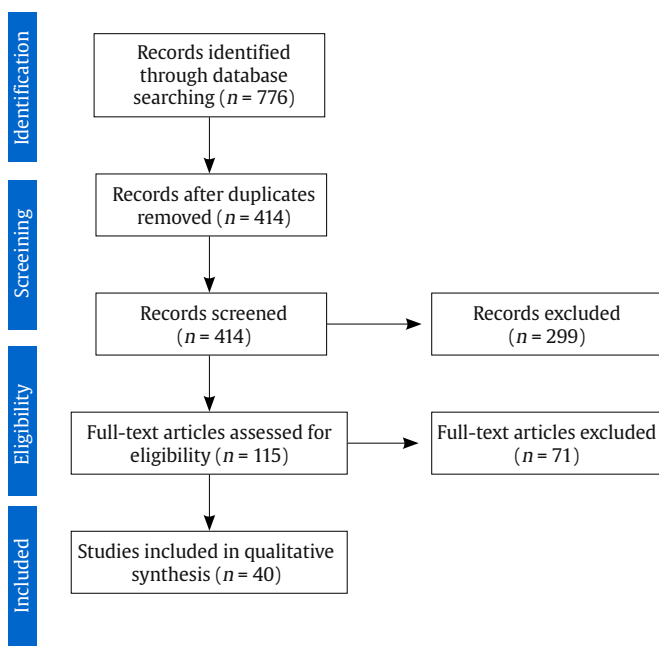 Identification
Records identified
through database
searching (n = 776)
Screeining
Records after duplicates
removed (n = 414)
Records screened
(n = 414)
Records excluded
(n = 299)
Eligibility
Full-text articles assessed for
eligibility (n = 115)
Full-text articles excluded
(n = 71)
Included
Studies included in qualitative
synthesis (n = 40)